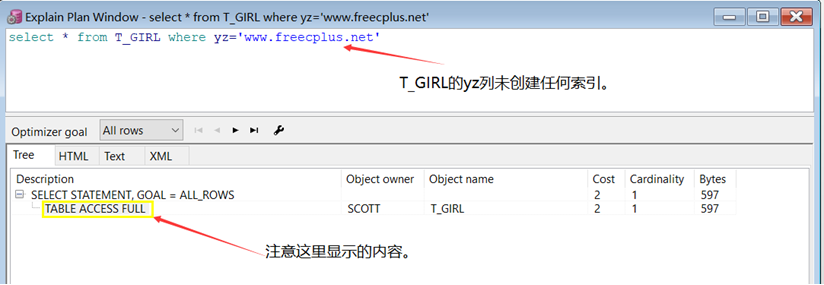 Explain Plan Window - select * from T_GIRL where yz='www.freecplus.net'
select * from T_GIRL where yz='www.freecplus.net'
T_GIRL的yz列未创建任何索引。
Optimizer goal All rows
Tree HTML Text XML
Description Object owner Object name Cost Cardinality Bytes
SELECT STATEMENT, GOAL = ALL_ROWS 2 1 597
TABLE ACCESS FULL SCOTT T_GIRL 2 1 597
注意这里显示的内容。